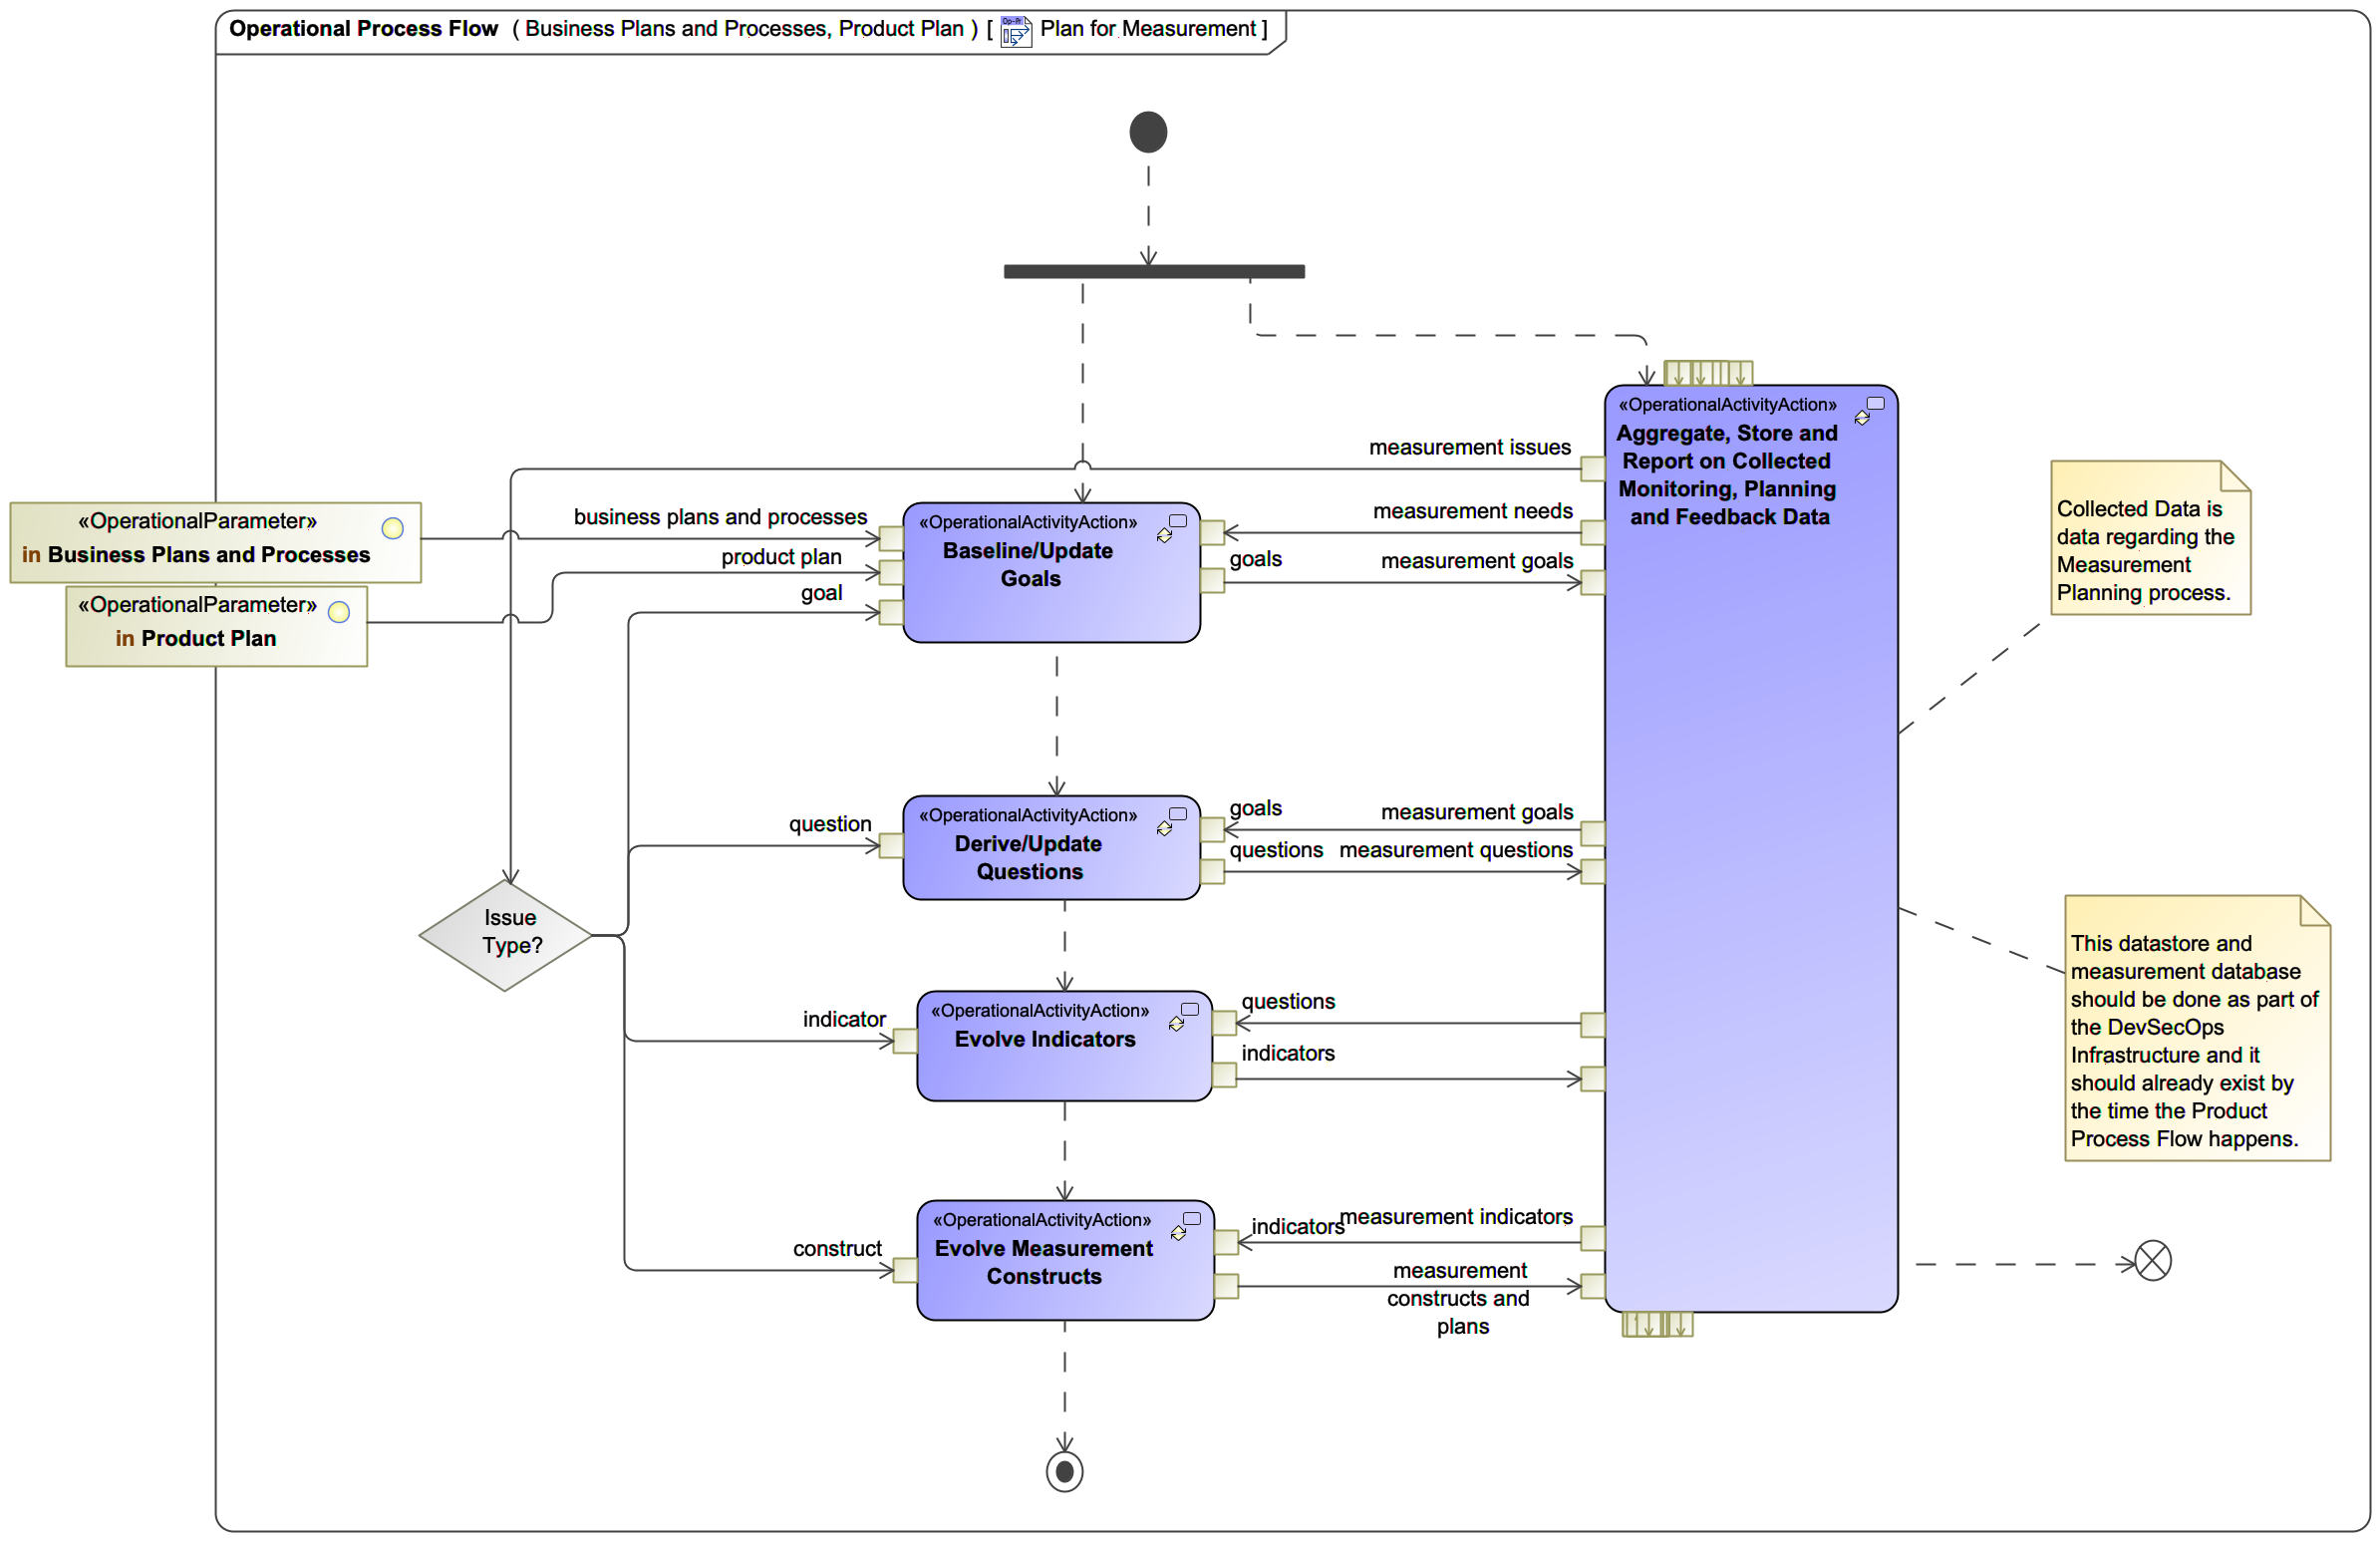 Operational Process Flow ( Business Plans and Processes, Product Plan ) [ Op-Pr Plan for Measurement ]
measurement issues
«OperationalActivityAction»
Aggregate, Store and
Report on Collected
Monitoring, Planning
and Feedback Data
«OperationalParameter»
in Business Plans and Processes
«OperationalParameter»
in Product Plan
business plans and processes
product plan
goal
«OperationalActivityAction»
Baseline/Update
Goals
measurement needs
goals
measurement goals
Collected Data is
data regarding the
Measurement
Planning process.
question
«OperationalActivityAction»
Derive/Update
Questions
goals
measurement goals
questions
measurement questions
Issue
Type?
indicator
«OperationalActivityAction»
Evolve Indicators
questions
indicators
This datastore and
measurement database
should be done as part of
the DevSecOps
Infrastructure and it
should already exist by
the time the Product
Process Flow happens.
construct
«OperationalActivityAction»
Evolve Measurement
Constructs
indicators
measurement indicators
measurement
constructs and
plans